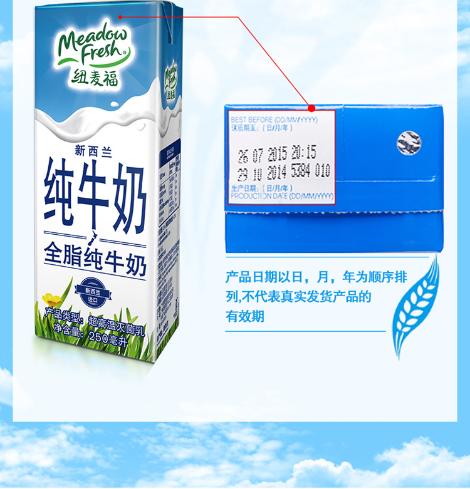 Meadow
Fresh
纽麦福
新西兰
纯牛奶
全脂纯牛奶
新西兰
进口
产品类型：超高温灭菌乳
净含量：250毫升
BEST BEFORE (DD/MM/YYYY)
保质期至：(日/月/年)
26 07 2015 20:15
29 10 2014 5384 010
生产日期：(日/月/年)
PRODUCTION DATE (DD/MM/YYYY)
产品日期以日，月，年为顺序排
列,不代表真实发货产品的
有效期